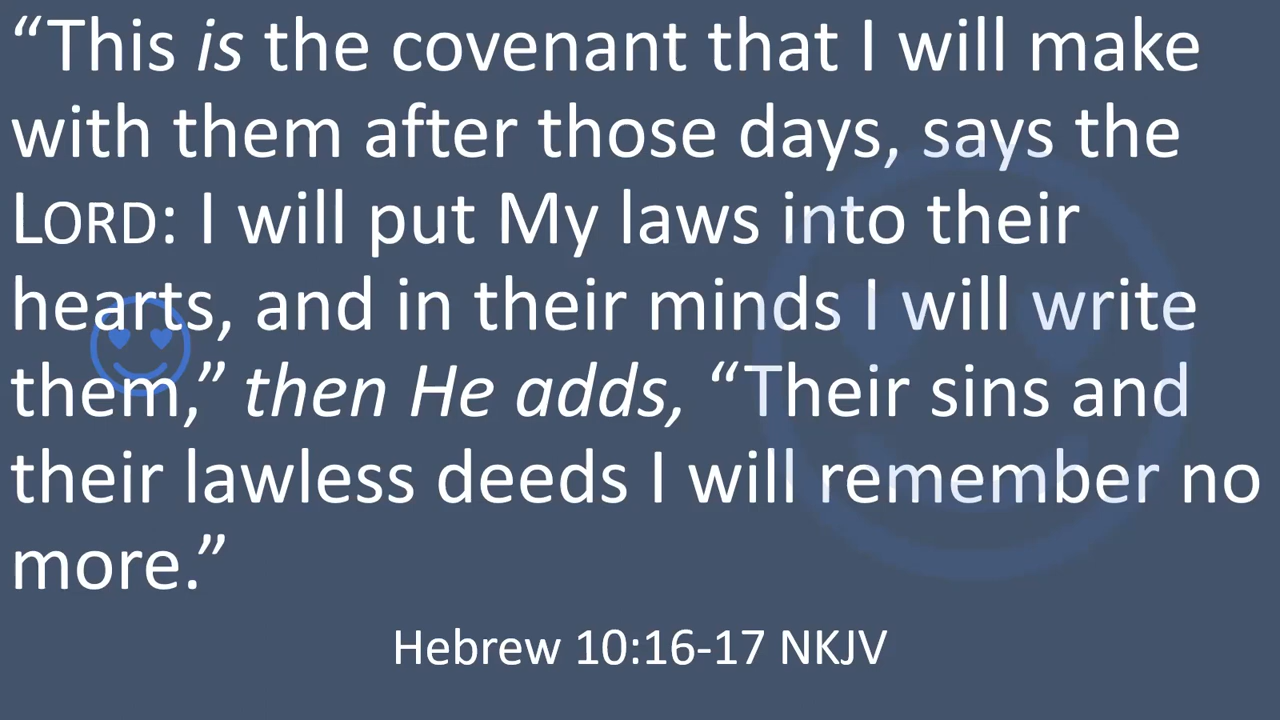 “This is the covenant that I will make
with them after those days, says the
LORD: I will put My laws into their
hearts, and in their minds I will write
them,” then He adds, “Their sins and
their lawless deeds I will remember no
more.”
Hebrew 10:16-17 NKJV